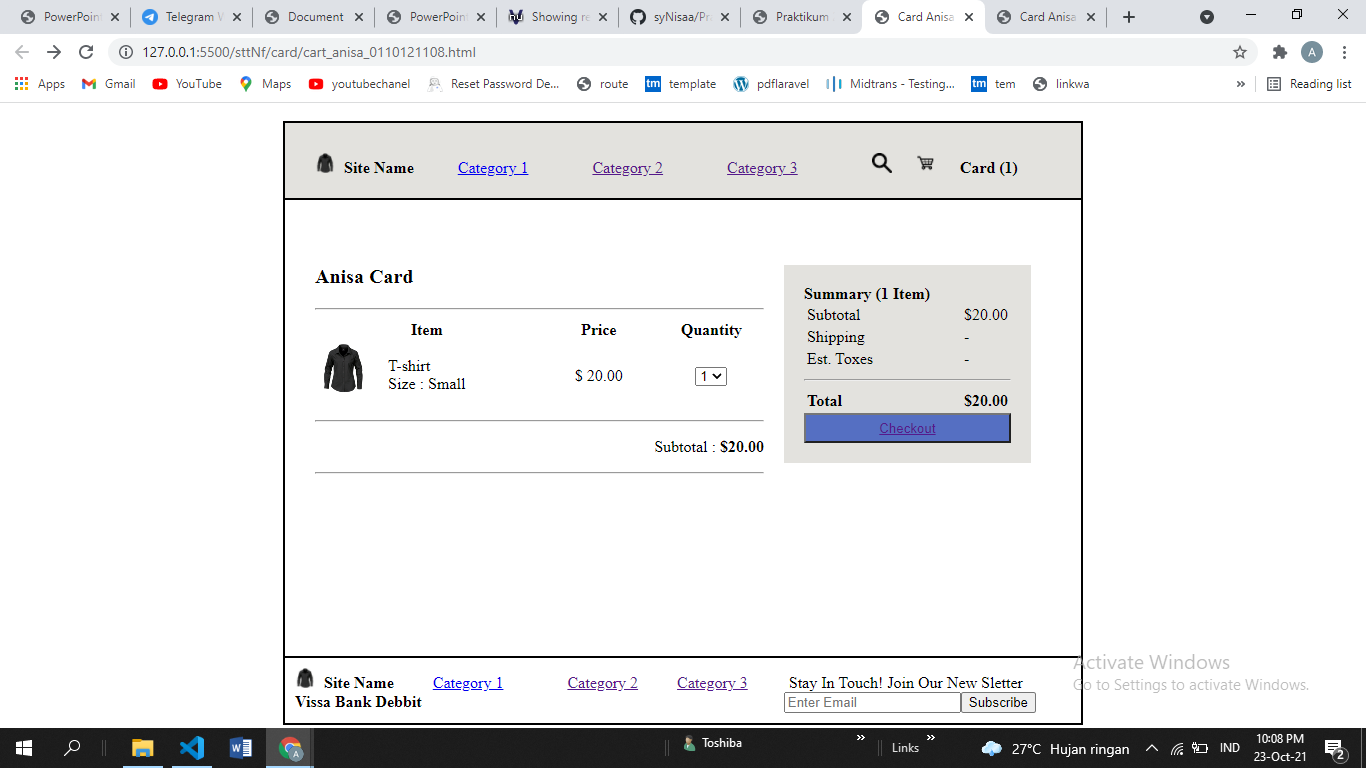 PowerPoin
Telegram W
Document
PowerPoin
Showing re
syNisaa/Pr
Praktikum
Card Anisa
Card Anisa
127.0.0.1:5500/sttNf/card/cart_anisa_0110121108.html
A
Apps
Gmail
YouTube
Maps
youtubechanel
Reset Password De...
route
tm template
pdflaravel
Midtrans - Testing...
tm tem
linkwa
»
Reading list
Site Name Category 1 Category 2 Category 3 Card (1)
Anisa Card
Item Price Quantity
T-shirt
Size : Small
$ 20.00
1
Subtotal : $20.00
Summary (1 Item)
Subtotal $20.00
Shipping -
Est. Toxes -
Total $20.00
Checkout
Site Name Category 1 Category 2 Category 3 Stay In Touch! Join Our New Sletter
Vissa Bank Debbit
Enter Email Subscribe
Activate Windows
Go to Settings to activate Windows.
Toshiba »
Links »
27°C Hujan ringan
IND
10:08 PM
23-Oct-21
2